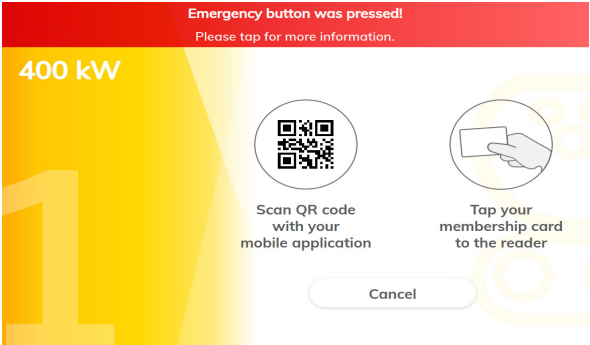 Emergency button was pressed!
Please tap for more information.
400 kW
1
Scan QR code
with your
mobile application
Tap your
membership card
to the reader
Cancel